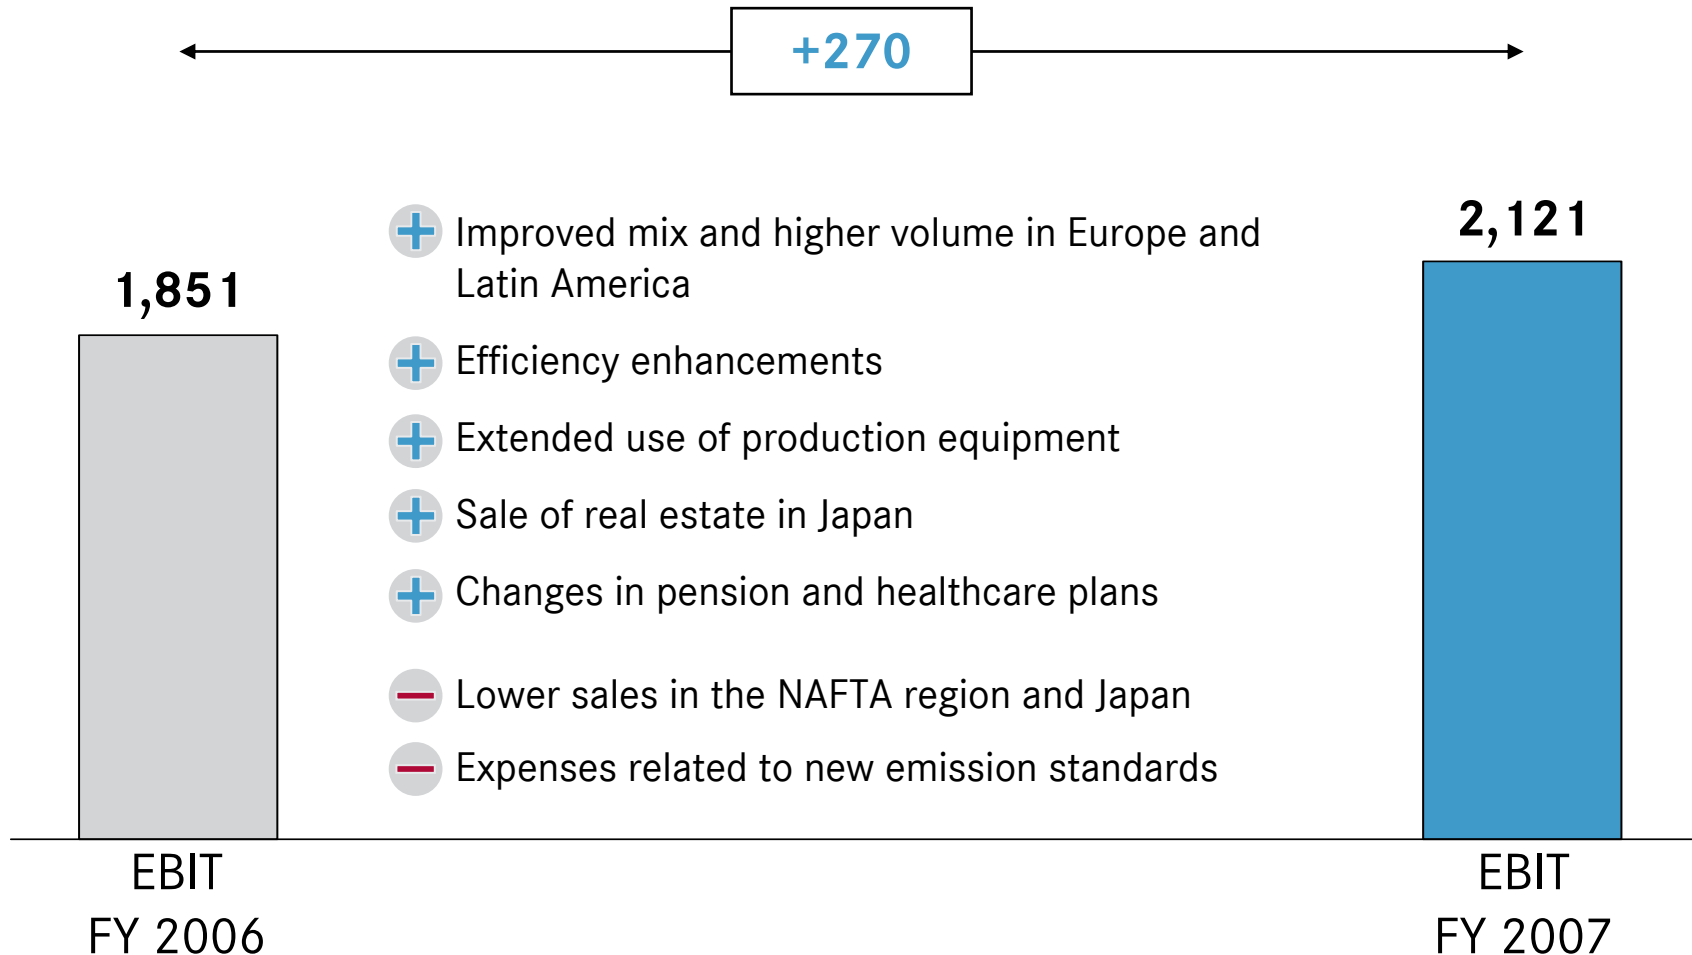 +270
1,851
2,121
Improved mix and higher volume in Europe and
Latin America
Efficiency enhancements
Extended use of production equipment
Sale of real estate in Japan
Changes in pension and healthcare plans
Lower sales in the NAFTA region and Japan
Expenses related to new emission standards
EBIT
FY 2006
EBIT
FY 2007